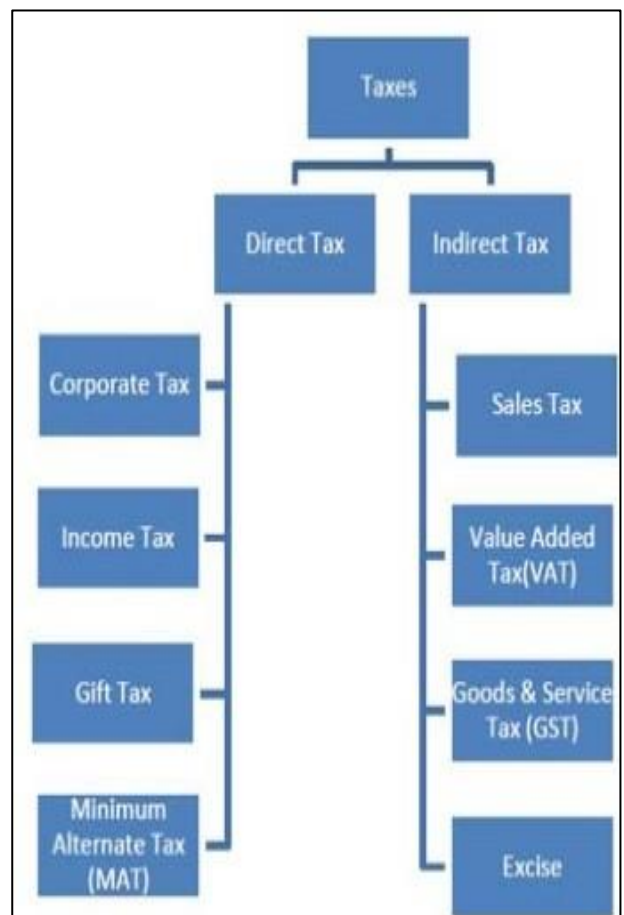 Taxes
Direct Tax
Indirect Tax
Corporate Tax
Income Tax
Gift Tax
Minimum
Alternate Tax
(MAT)
Sales Tax
Value Added
Tax(VAT)
Goods & Service
Tax (GST)
Excise